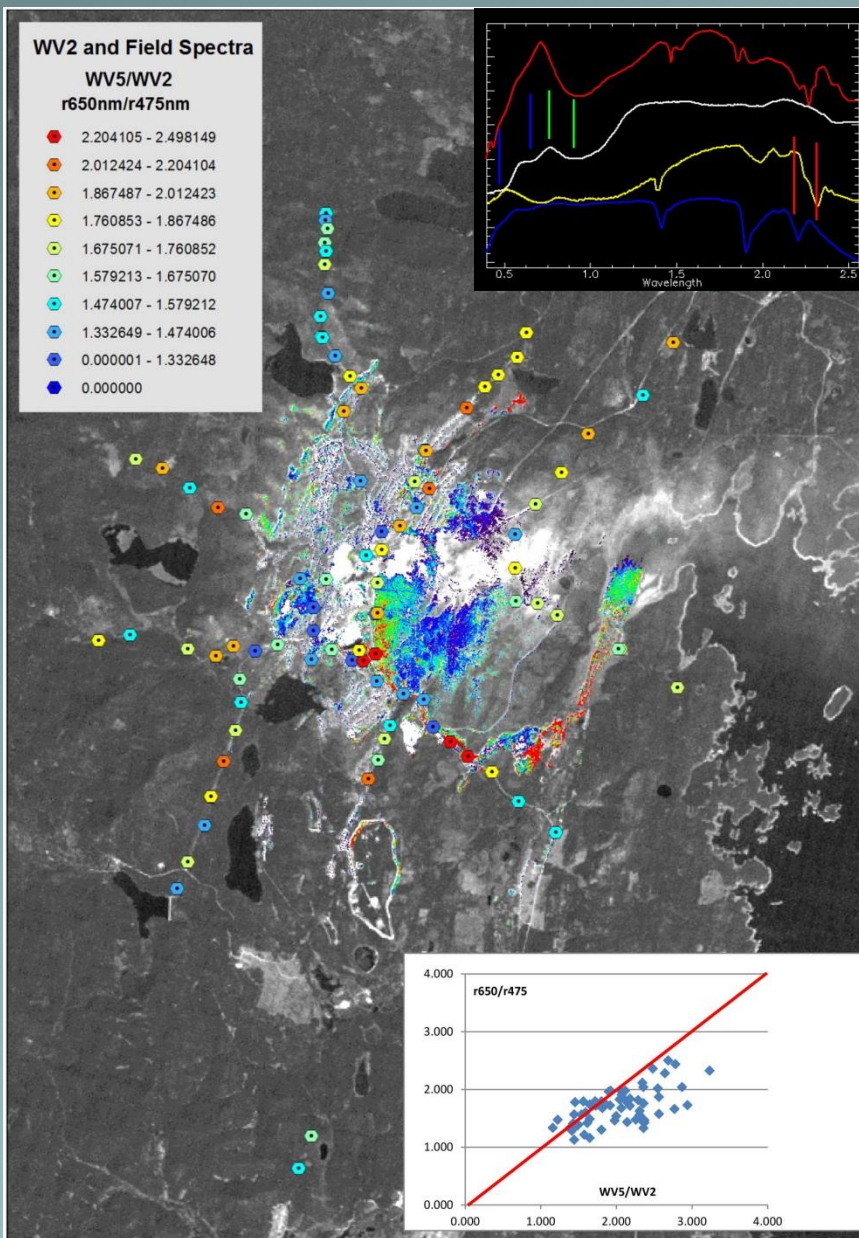 WV2 and Field Spectra
WV5/WV2
r650nm/r475nm
2.204105 - 2.498149
2.012424 - 2.204104
1.867487 - 2.012423
1.760853 - 1.867486
1.675071 - 1.760852
1.579213 - 1.675070
1.474007 - 1.579212
1.332649 - 1.474006
0.000001 - 1.332648
0.000000
0.5 1.0 1.5 2.0 2.5
Wavelength
4.000
r650/r475
3.000
2.000
1.000
0.000
WV5/WV2
0.000 1.000 2.000 3.000 4.000